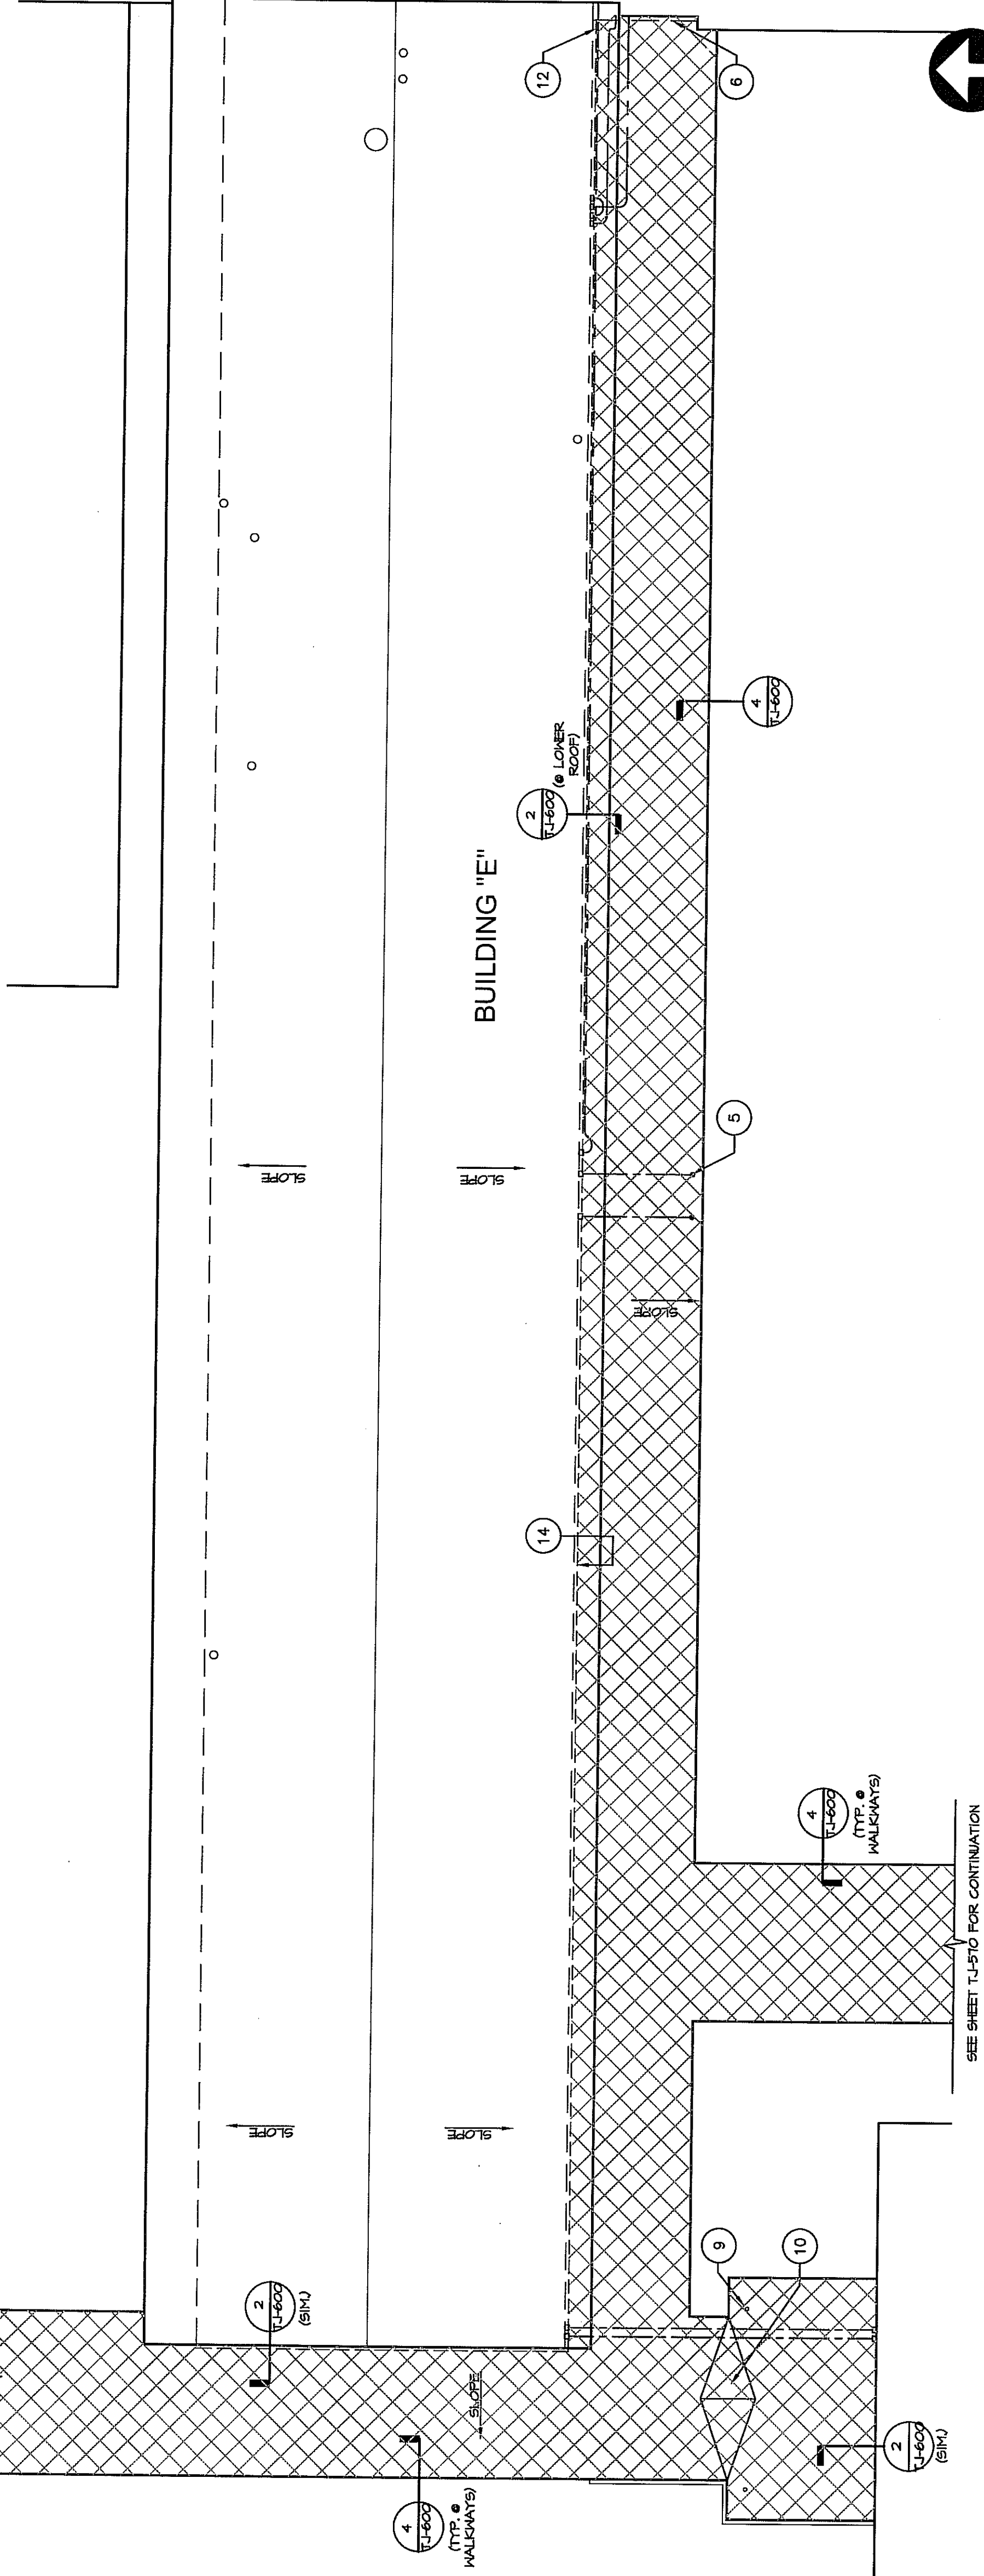 12
6
2
TJ-600
(@ LOWER
ROOF)
4
TJ-600
BUILDING "E"
SLOPE
SLOPE
5
SLOPE
14
4
TJ-600
(TYP. @
WALKWAYS)
SEE SHEET TJ-570 FOR CONTINUATION
SLOPE
SLOPE
9
10
2
TJ-600
(SIM.)
SLOPE
2
TJ-600
(SIM.)
4
TJ-600
(TYP. @
WALKWAYS)